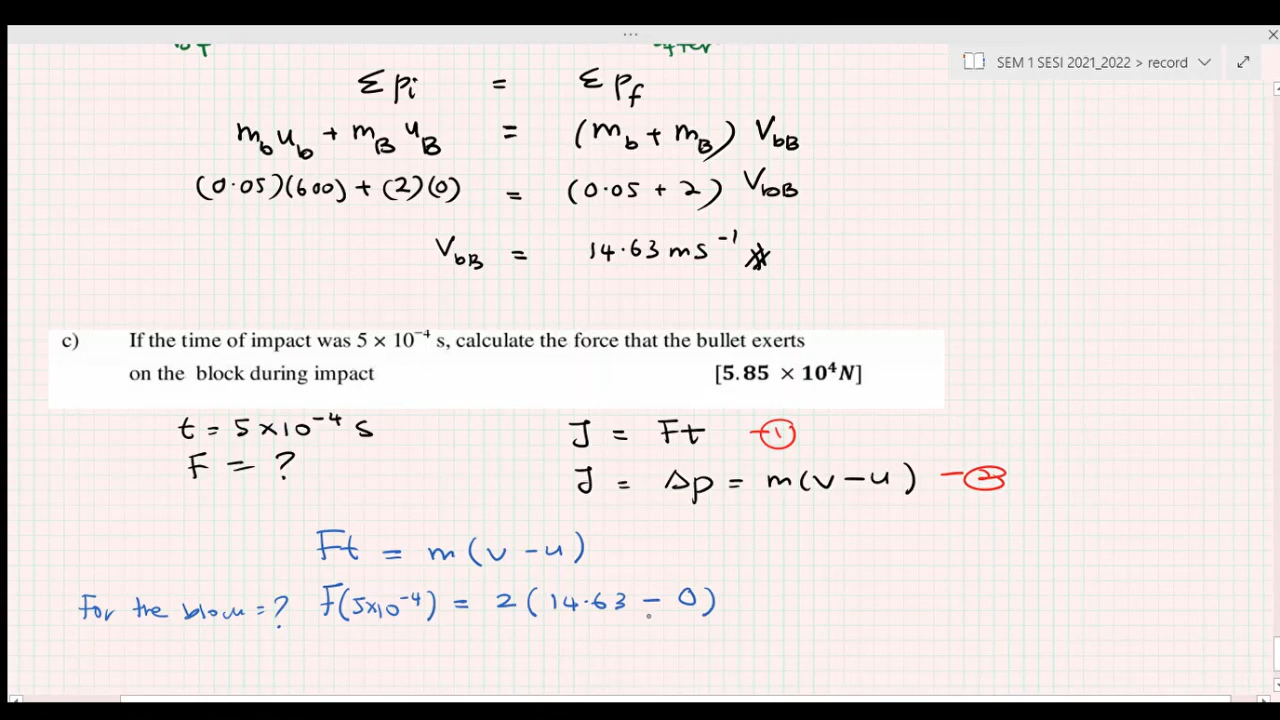 SEM 1 SESI 2021_2022 > record
Σpi = Σpf
mbub + mBuB = (mb + mB) VbB
(0.05)(600) + (2)(0) = (0.05 + 2) VbB
VbB = 14.63 ms⁻¹
c) If the time of impact was 5 × 10⁻⁴ s, calculate the force that the bullet exerts
on the block during impact [5.85 × 10⁴N]
t = 5×10⁻⁴ s J = Ft —①
F = ? J = Δp = m(v – u) —②
Ft = m(v – u)
For the block = ? F(5×10⁻⁴) = 2(14.63 – 0)